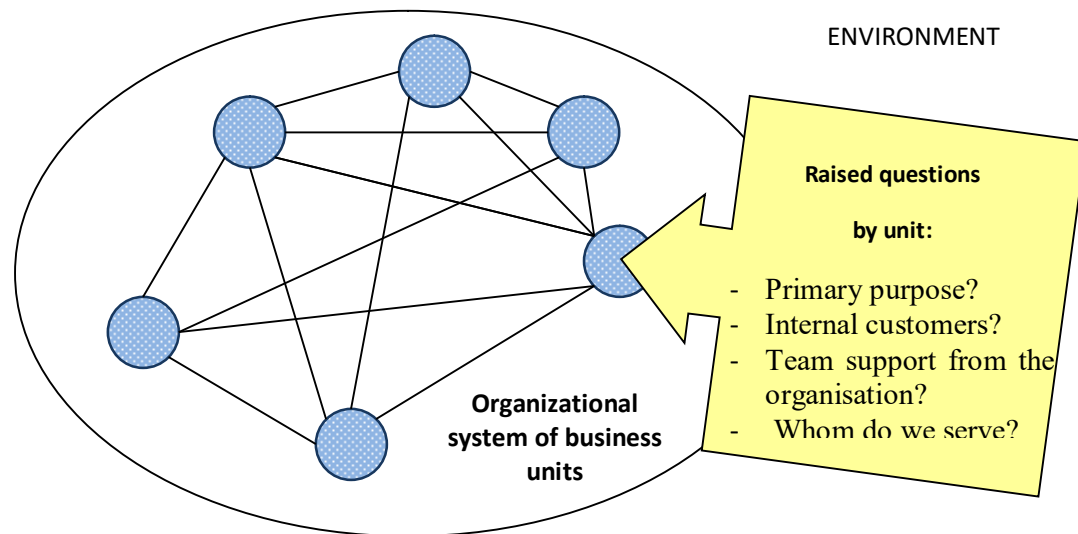 ENVIRONMENT
Raised questions
by unit:
- Primary purpose?
- Internal customers?
- Team support from the
organisation?
- Whom do we serve?
Organizational
system of business
units